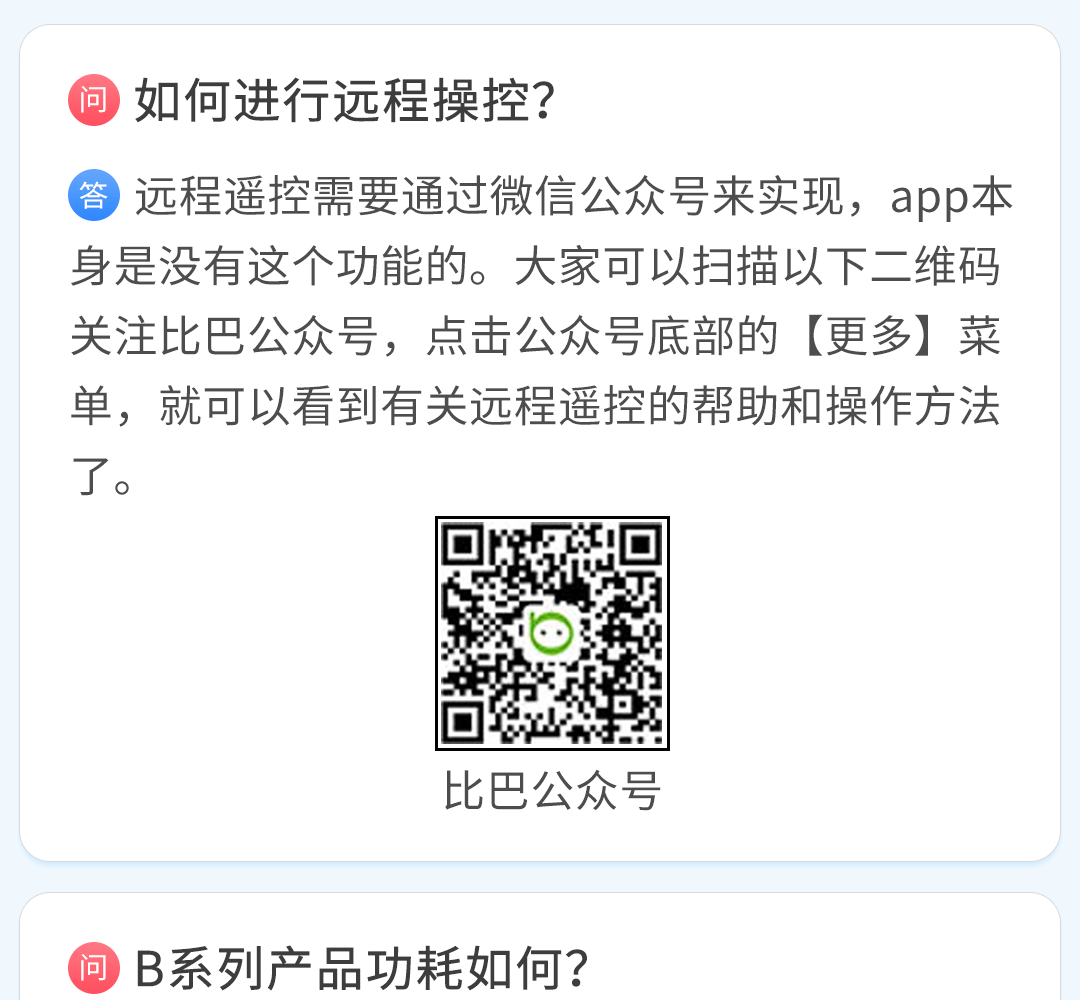 问 如何进行远程操控？
答 远程遥控需要通过微信公众号来实现，app本
身是没有这个功能的。大家可以扫描以下二维码
关注比巴公众号，点击公众号底部的【更多】菜
单，就可以看到有关远程遥控的帮助和操作方法
了。
比巴公众号
问 B系列产品功耗如何？